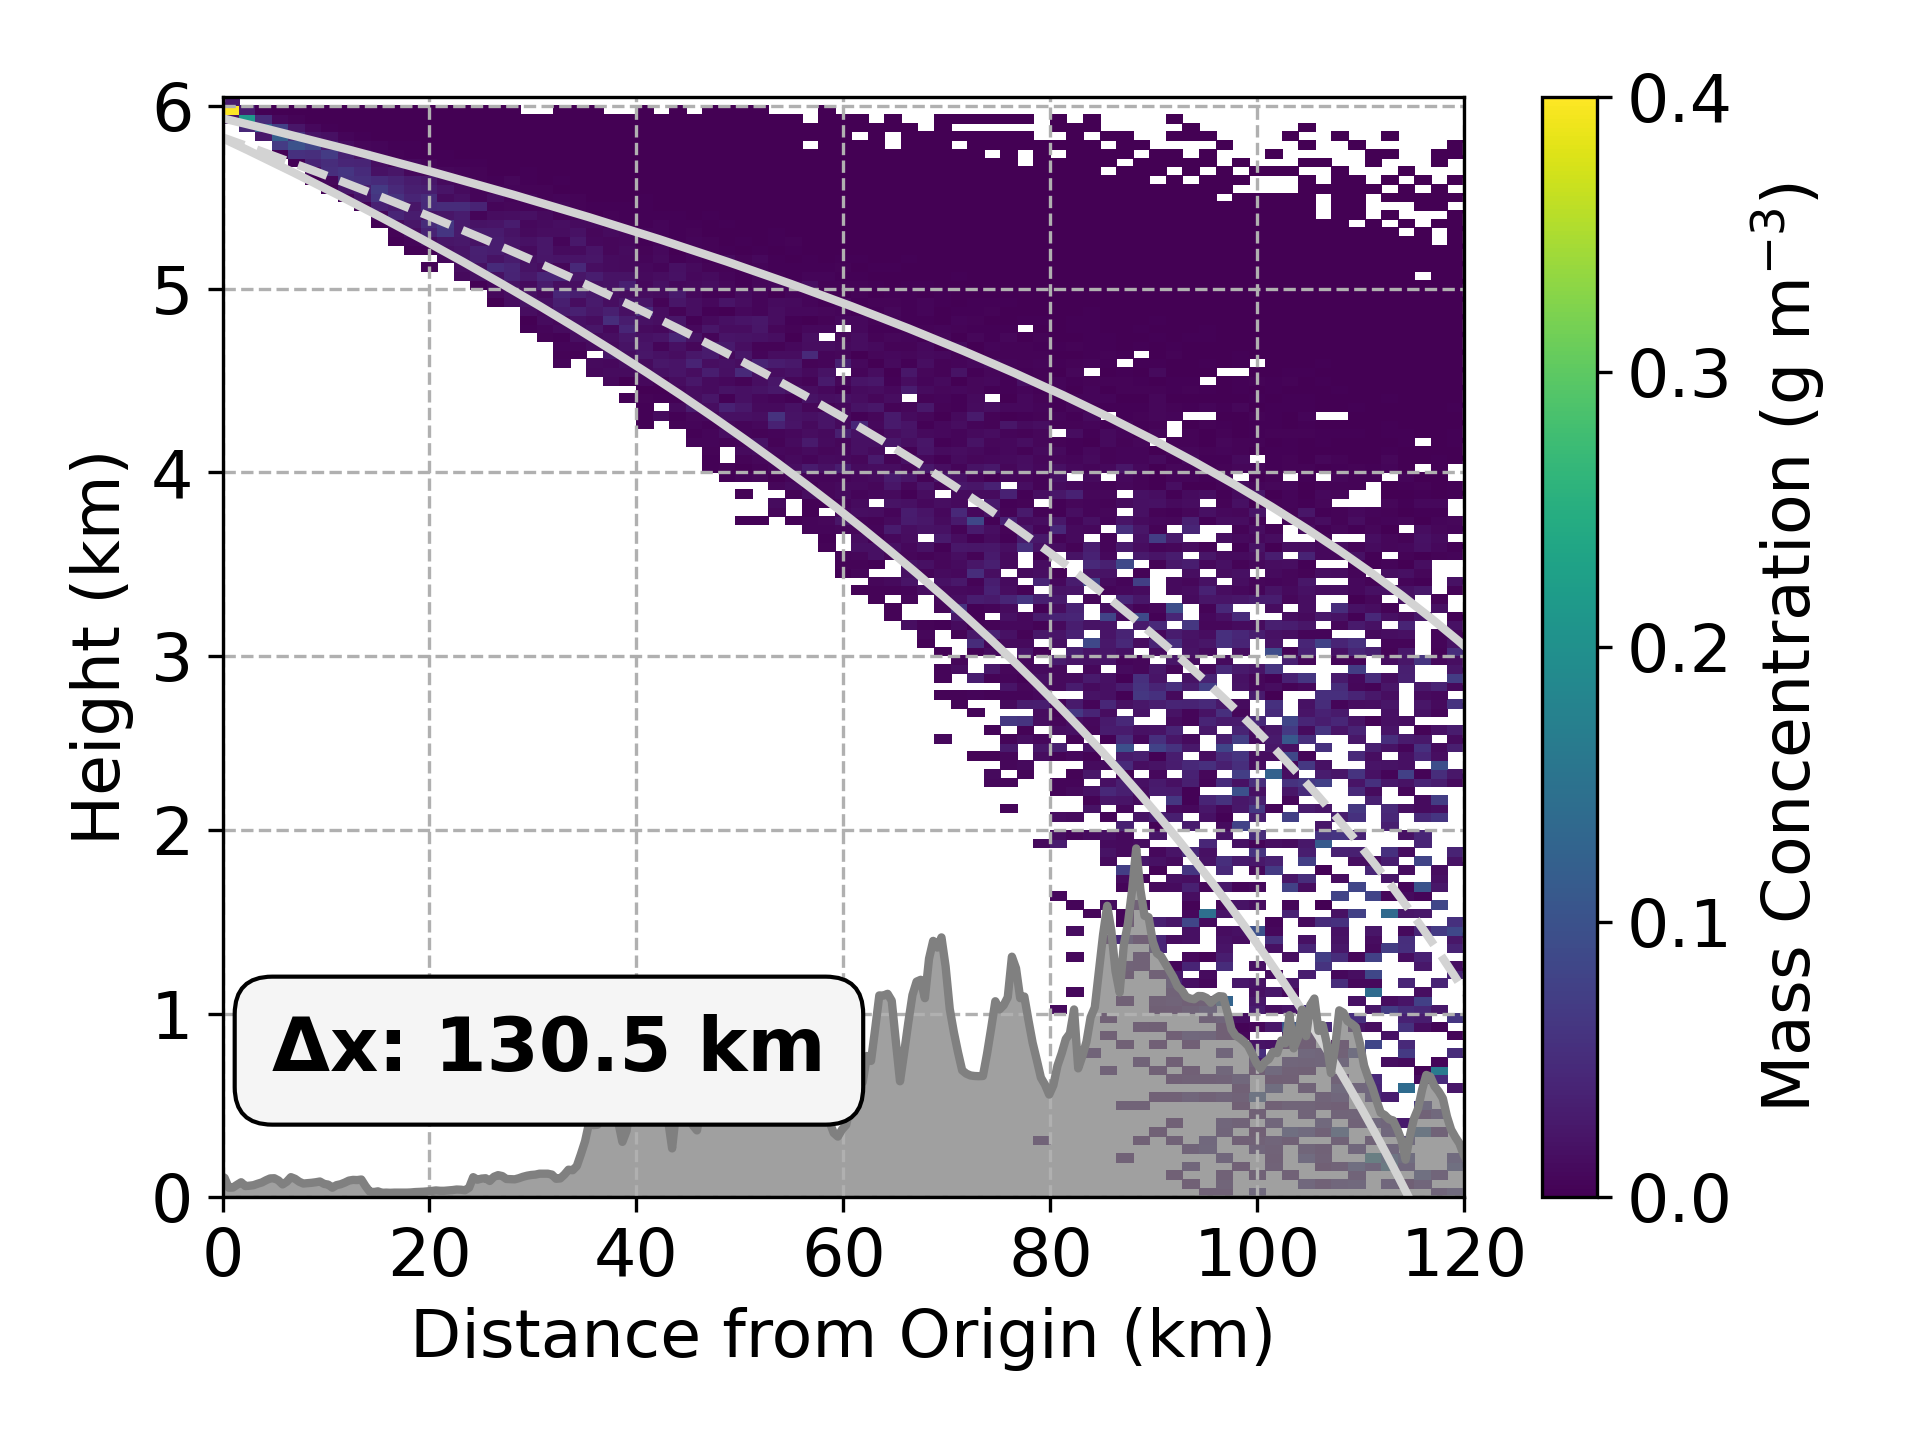 6
5
4
3
2
1
0
Height (km)
Δx: 130.5 km
0 20 40 60 80 100 120
Distance from Origin (km)
0.4
0.3
0.2
0.1
0.0
Mass Concentration (g m⁻³)